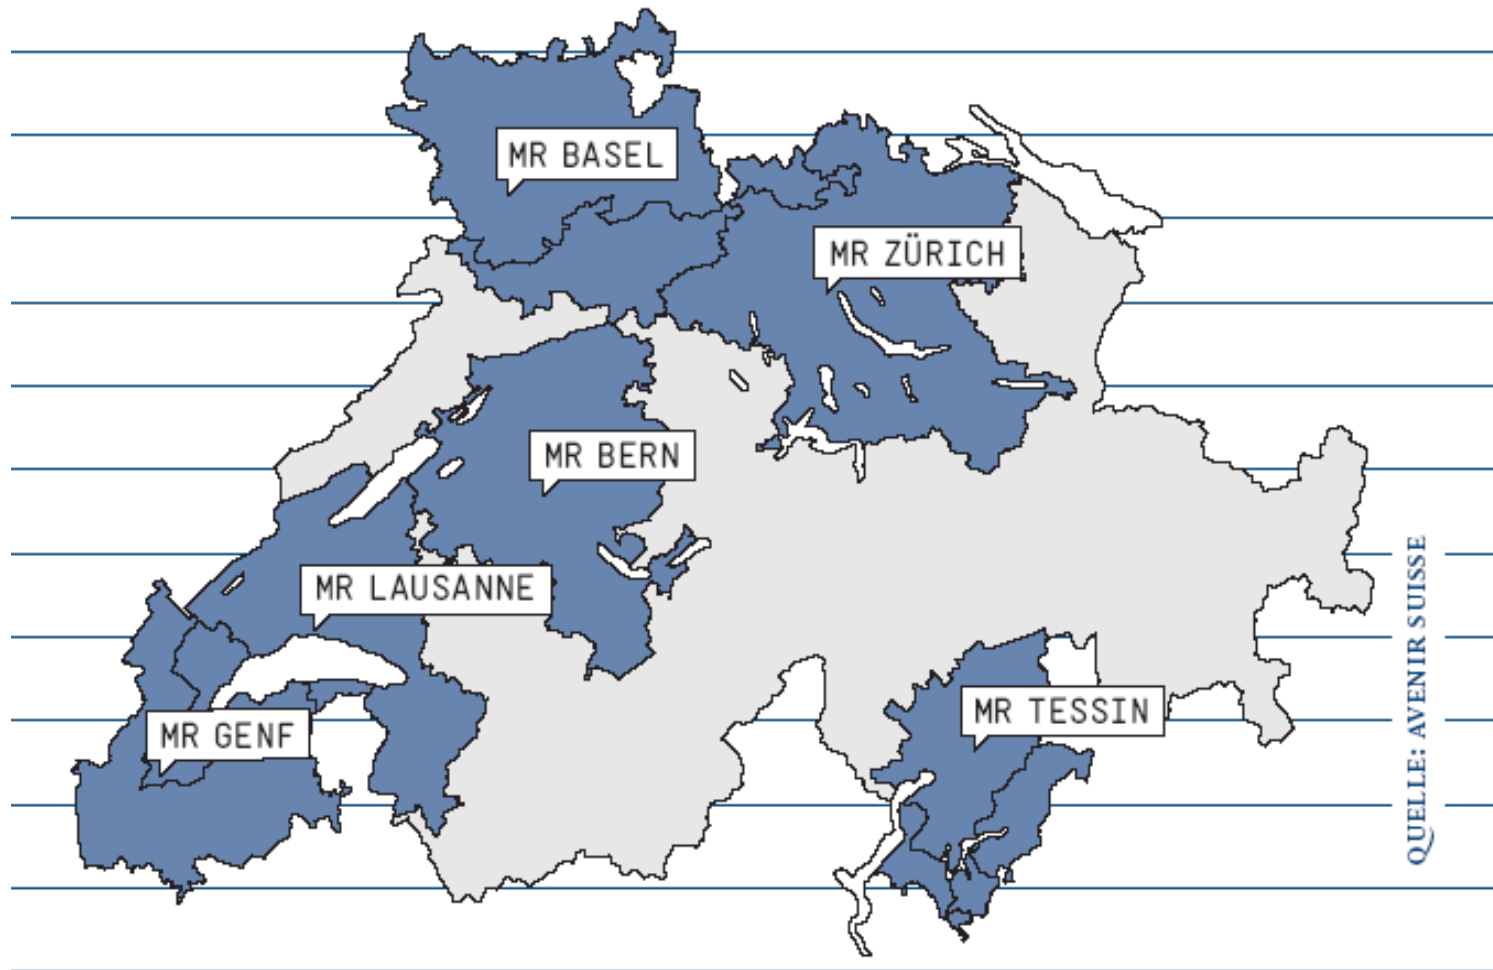 MR BASEL
MR ZÜRICH
MR BERN
MR LAUSANNE
MR GENF
MR TESSIN
QUELLE: AVENIR SUISSE